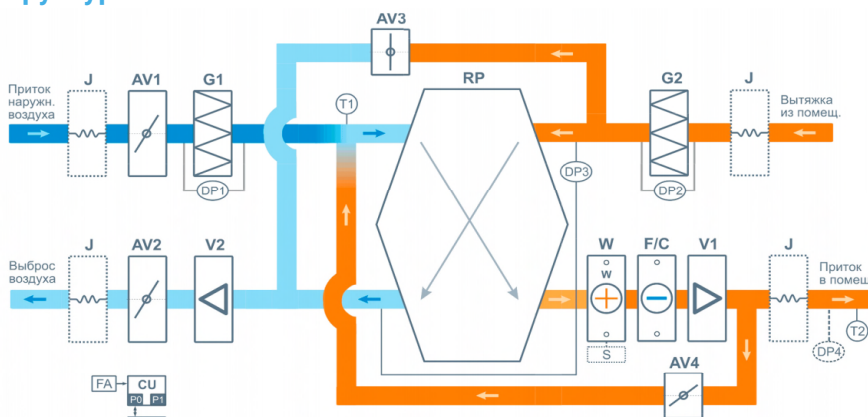 AV3
J
AV1
G1
RP
G2
J
Приток
наружн.
воздуха
T1
Вытяжка
из помещ.
DP1
DP3
DP2
J
AV2
V2
W
F/C
V1
J
Выброс
воздуха
w
Приток
в помещ
S
DP4
T2
AV4
FA
CU
P0 P1